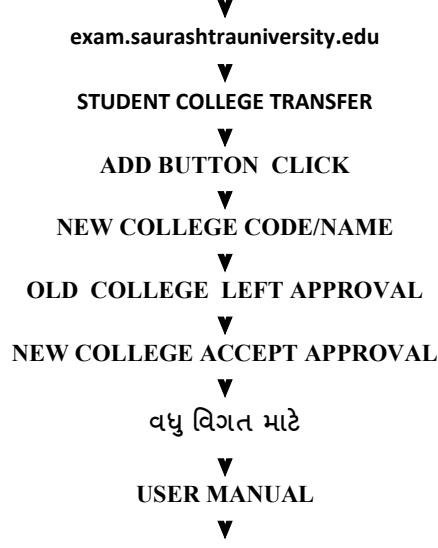 exam.saurashtrauniversity.edu
STUDENT COLLEGE TRANSFER
ADD BUTTON CLICK
NEW COLLEGE CODE/NAME
OLD COLLEGE LEFT APPROVAL
NEW COLLEGE ACCEPT APPROVAL
વધુ વિગત માટે
USER MANUAL